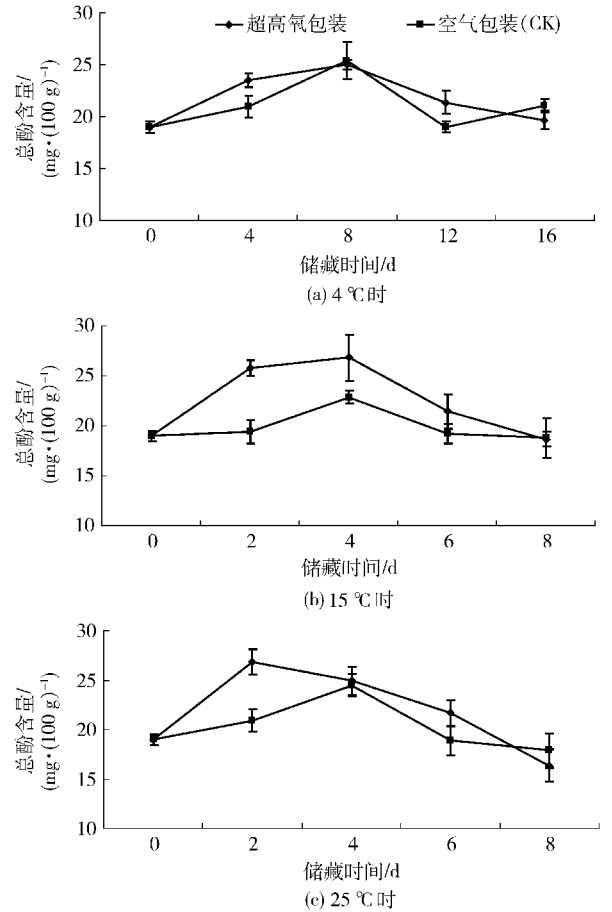 超高氧包装 空气包装(CK)
30
25
20
15
10
总酚含量/
(mg·(100 g)⁻¹
0 4 8 12 16
储藏时间/d
(a) 4 ℃时
30
25
20
15
10
总酚含量/
(mg·(100 g)⁻¹
0 2 4 6 8
储藏时间/d
(b) 15 ℃时
30
25
20
15
10
总酚含量/
(mg·(100 g)⁻¹
0 2 4 6 8
储藏时间/d
(c) 25 ℃时